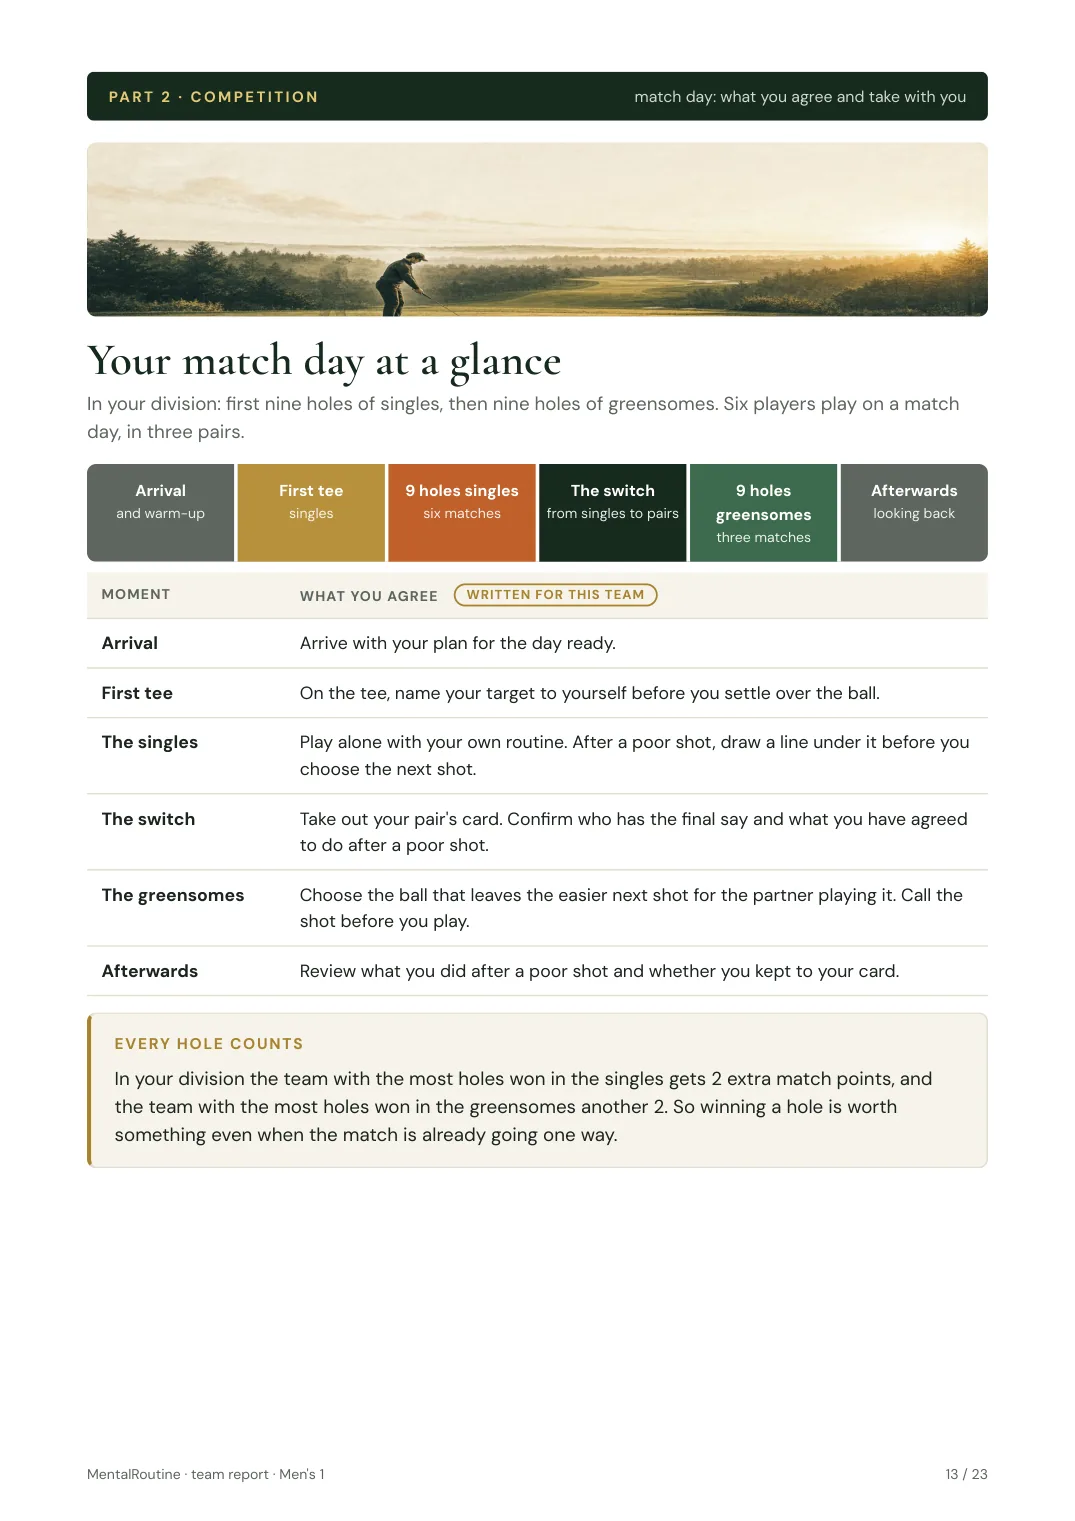 PART 2 · COMPETITION
match day: what you agree and take with you
Your match day at a glance
In your division: first nine holes of singles, then nine holes of greensomes. Six players play on a match
day, in three pairs.
Arrival
and warm-up
First tee
singles
9 holes singles
six matches
The switch
from singles to pairs
9 holes
greensomes
three matches
Afterwards
looking back
MOMENT
WHAT YOU AGREE
WRITTEN FOR THIS TEAM
Arrival
Arrive with your plan for the day ready.
First tee
On the tee, name your target to yourself before you settle over the ball.
The singles
Play alone with your own routine. After a poor shot, draw a line under it before you
choose the next shot.
The switch
Take out your pair's card. Confirm who has the final say and what you have agreed
to do after a poor shot.
The greensomes
Choose the ball that leaves the easier next shot for the partner playing it. Call the
shot before you play.
Afterwards
Review what you did after a poor shot and whether you kept to your card.
EVERY HOLE COUNTS
In your division the team with the most holes won in the singles gets 2 extra match points, and
the team with the most holes won in the greensomes another 2. So winning a hole is worth
something even when the match is already going one way.
MentalRoutine · team report · Men's 1
13 / 23